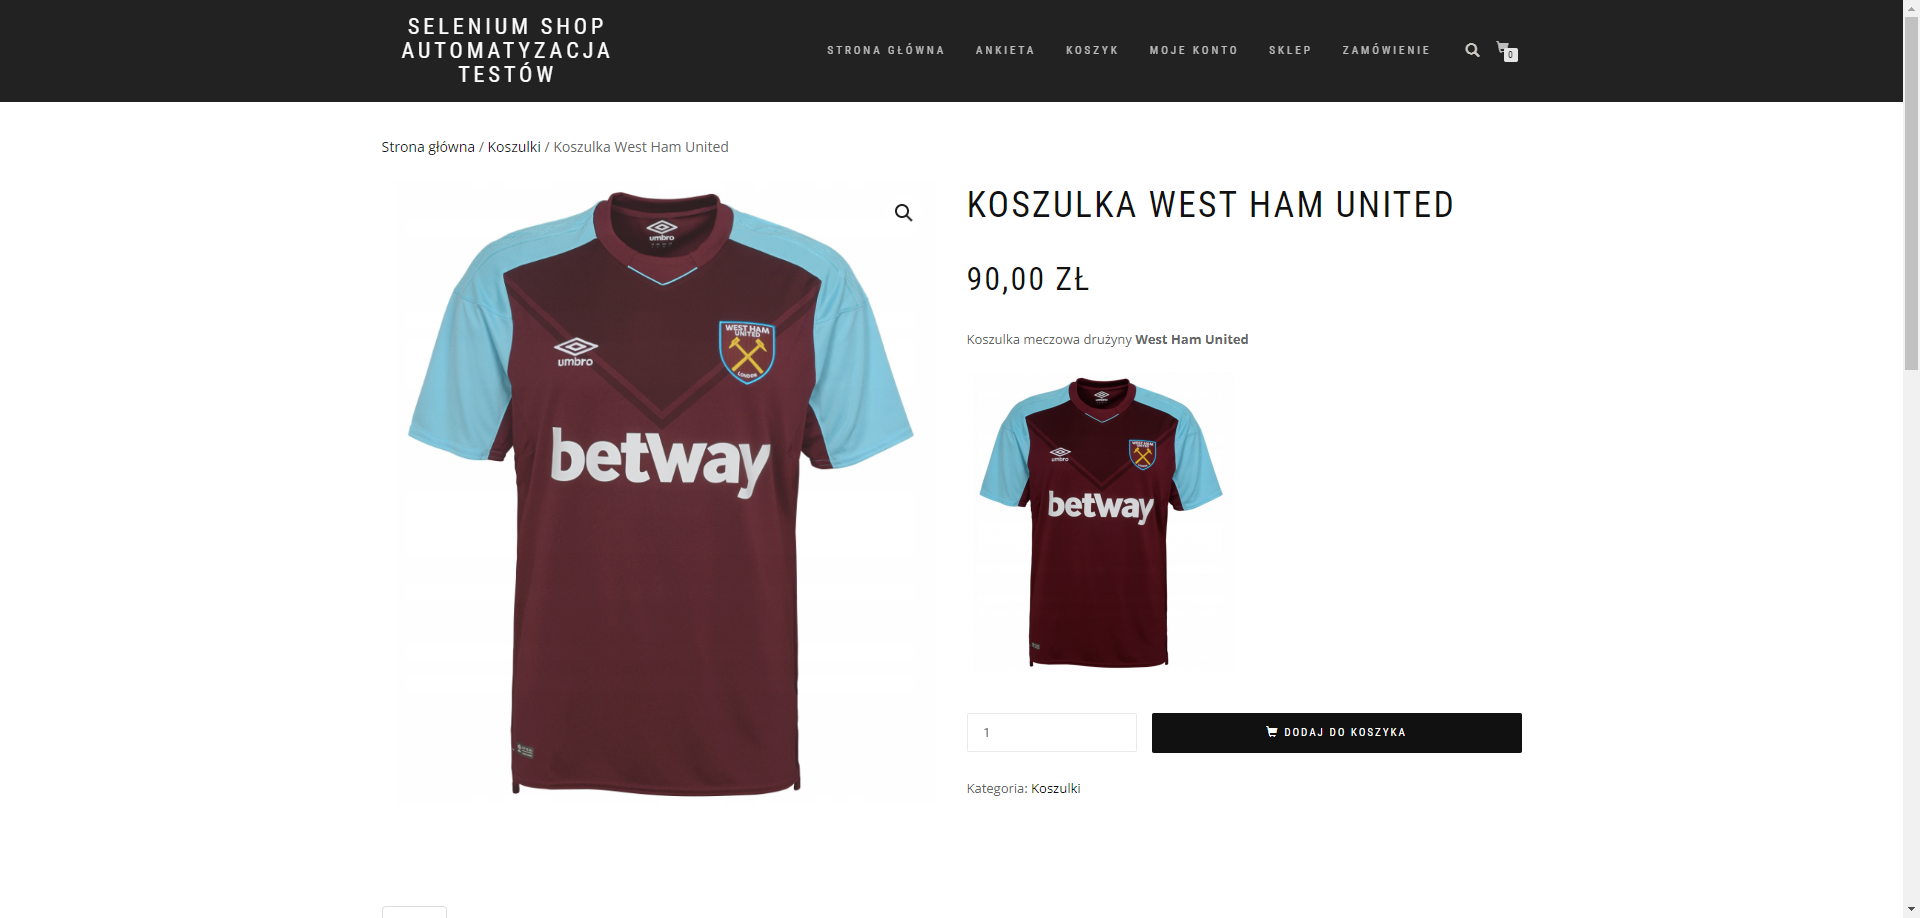 SELENIUM SHOP
AUTOMATYZACJA
TESTÓW
STRONA GŁÓWNA ANKIETA KOSZYK MOJE KONTO SKLEP ZAMÓWIENIE
0
Strona główna / Koszulki / Koszulka West Ham United
umbro
WEST HAM
UNITED
LONDON
umbro
betway
KOSZULKA WEST HAM UNITED
90,00 ZŁ
Koszulka meczowa drużyny West Ham United
umbro
betway
1
DODAJ DO KOSZYKA
Kategoria: Koszulki